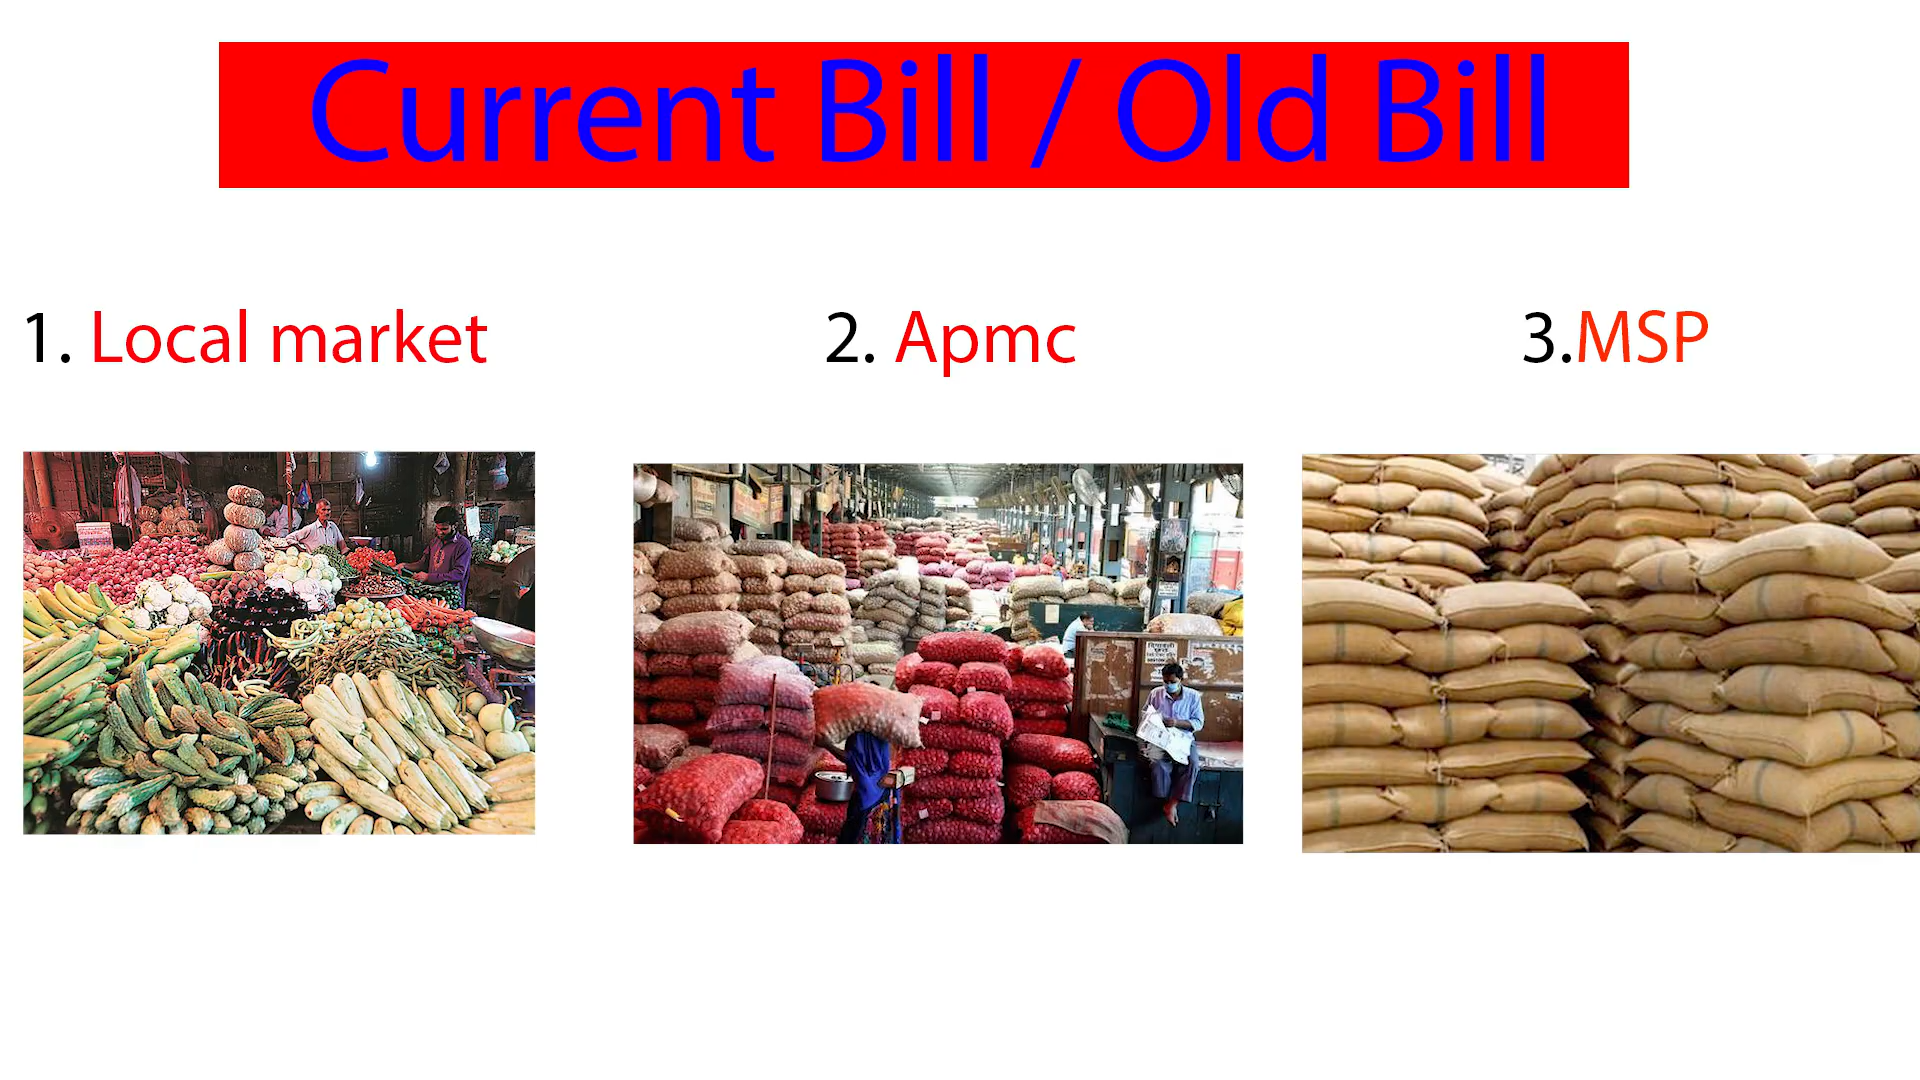 Current Bill / Old Bill
1. Local market
2. Apmc
3.MSP